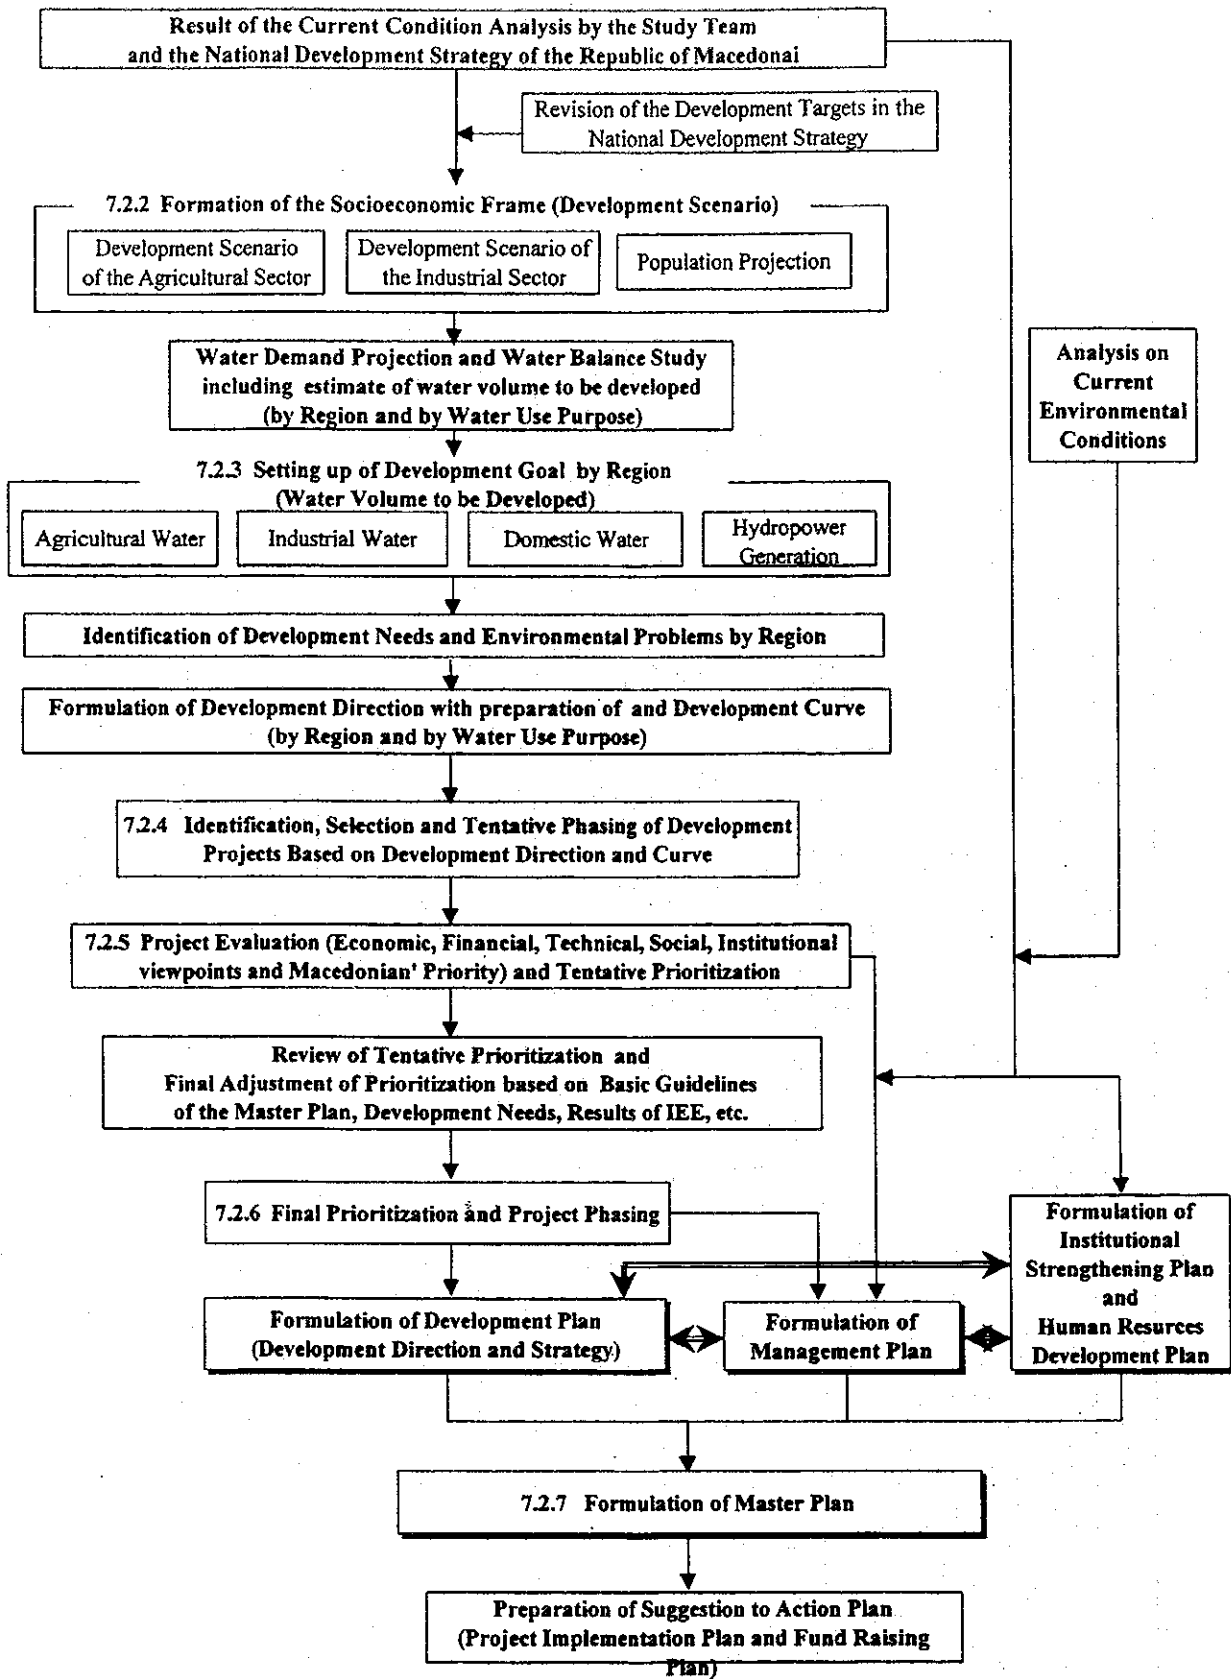 Result of the Current Condition Analysis by the Study Team
and the National Development Strategy of the Republic of Macedonai
Revision of the Development Targets in the
National Development Strategy
7.2.2 Formation of the Socioeconomic Frame (Development Scenario)
Development Scenario
of the Agricultural Sector
Development Scenario of
the Industrial Sector
Population Projection
Water Demand Projection and Water Balance Study
including estimate of water volume to be developed
(by Region and by Water Use Purpose)
Analysis on
Current
Environmental
Conditions
7.2.3 Setting up of Development Goal by Region
(Water Volume to be Developed)
Agricultural Water
Industrial Water
Domestic Water
Hydropower
Generation
Identification of Development Needs and Environmental Problems by Region
Formulation of Development Direction with preparation of and Development Curve
(by Region and by Water Use Purpose)
7.2.4 Identification, Selection and Tentative Phasing of Development
Projects Based on Development Direction and Curve
7.2.5 Project Evaluation (Economic, Financial, Technical, Social, Institutional
viewpoints and Macedonian' Priority) and Tentative Prioritization
Review of Tentative Prioritization and
Final Adjustment of Prioritization based on Basic Guidelines
of the Master Plan, Development Needs, Results of IEE, etc.
7.2.6 Final Prioritization and Project Phasing
Formulation of
Institutional
Strengthening Plan
and
Human Resurces
Development Plan
Formulation of Development Plan
(Development Direction and Strategy)
Formulation of
Management Plan
7.2.7 Formulation of Master Plan
Preparation of Suggestion to Action Plan
(Project Implementation Plan and Fund Raising
Plan)